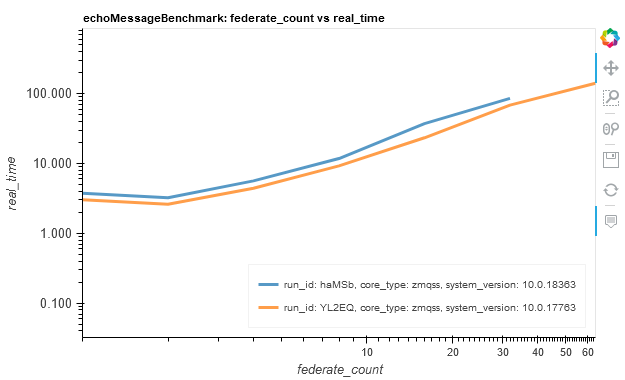 echoMessageBenchmark: federate_count vs real_time
100.000
10.000
1.000
0.100
real_time
run_id: haMSb, core_type: zmqss, system_version: 10.0.18363
run_id: YL2EQ, core_type: zmqss, system_version: 10.0.17763
10 20 30 40 50 60
federate_count